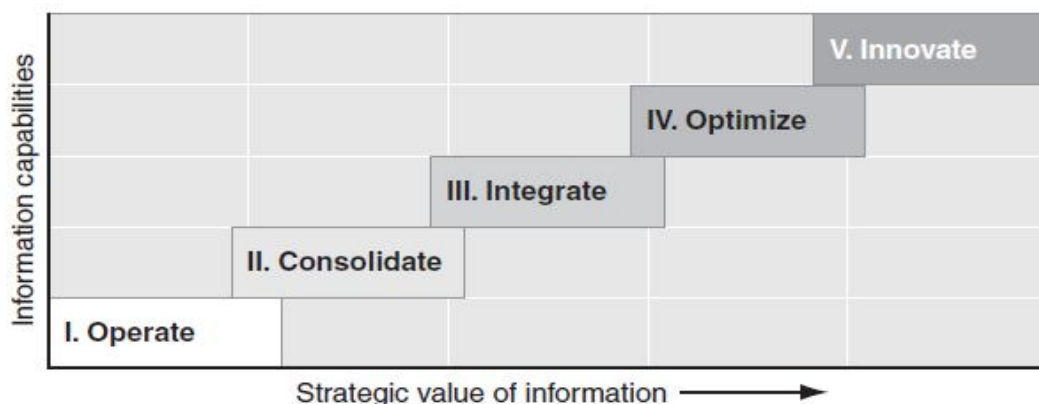 V. Innovate
IV. Optimize
III. Integrate
II. Consolidate
I. Operate
Information capabilities
Strategic value of information